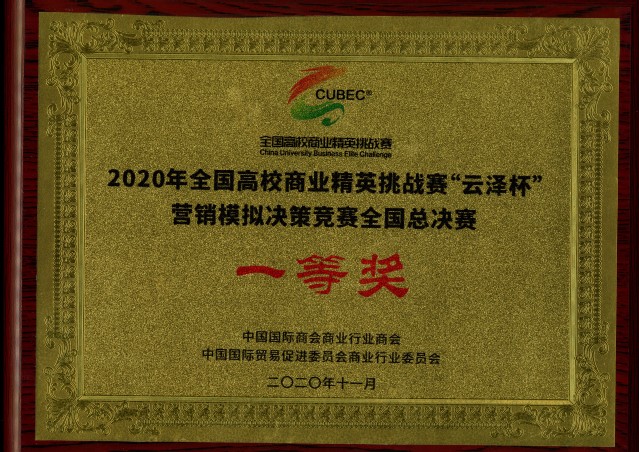 CUBEC®
全国高校商业精英挑战赛
China University Business Elite Challenge
2020年全国高校商业精英挑战赛“云泽杯”
营销模拟决策竞赛全国总决赛
一等奖
中国国际商会商业行业商会
中国国际贸易促进委员会商业行业委员会
二〇二〇年十一月